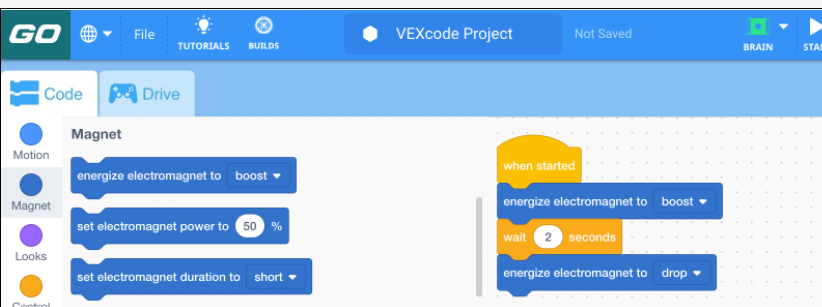 GO File TUTORIALS BUILDS VEXcode Project Not Saved BRAIN
Code Drive
Magnet
Motion
energize electromagnet to boost
Magnet
set electromagnet power to 50 %
Looks
set electromagnet duration to short
when started
energize electromagnet to boost
wait 2 seconds
energize electromagnet to drop